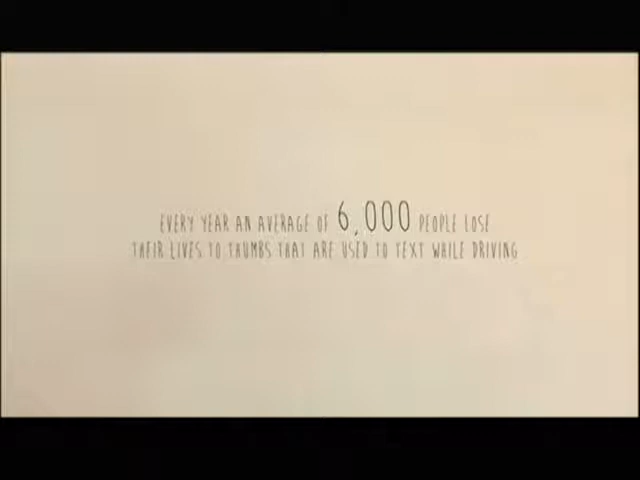 EVERY YEAR AN AVERAGE OF 6,000 PEOPLE LOSE
THEIR LIVES TO THUMBS THAT ARE USED TO TEXT WHILE DRIVING